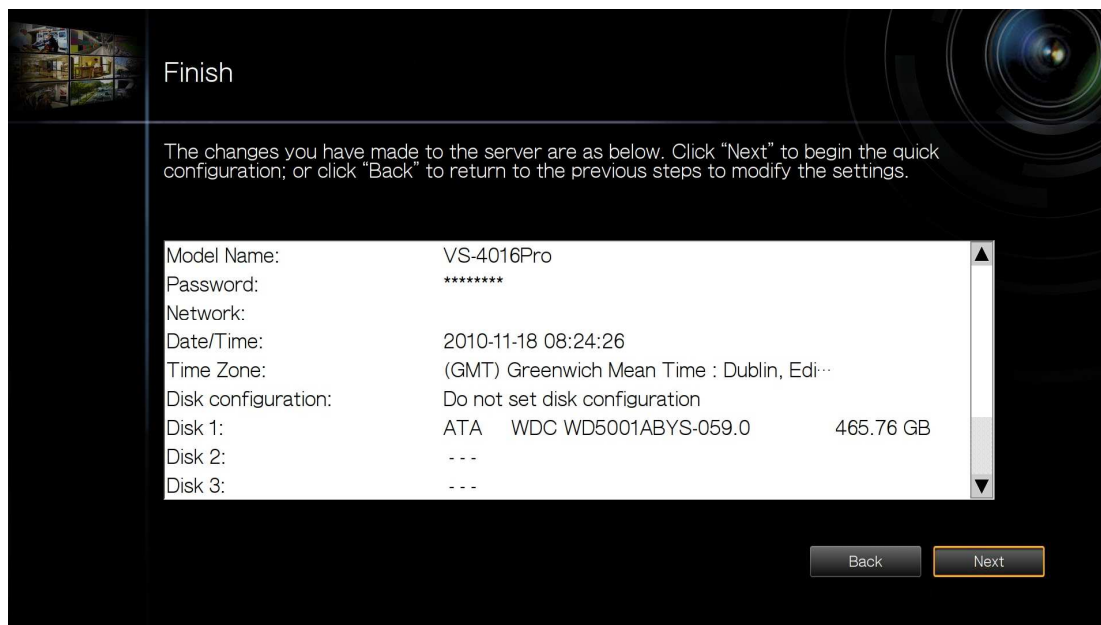 Finish
The changes you have made to the server are as below. Click “Next” to begin the quick
configuration; or click “Back” to return to the previous steps to modify the settings.
Model Name: VS-4016Pro
Password: ********
Network:
Date/Time: 2010-11-18 08:24:26
Time Zone: (GMT) Greenwich Mean Time : Dublin, Edi···
Disk configuration: Do not set disk configuration
Disk 1: ATA WDC WD5001ABYS-059.0 465.76 GB
Disk 2: - - -
Disk 3: - - -
Back Next